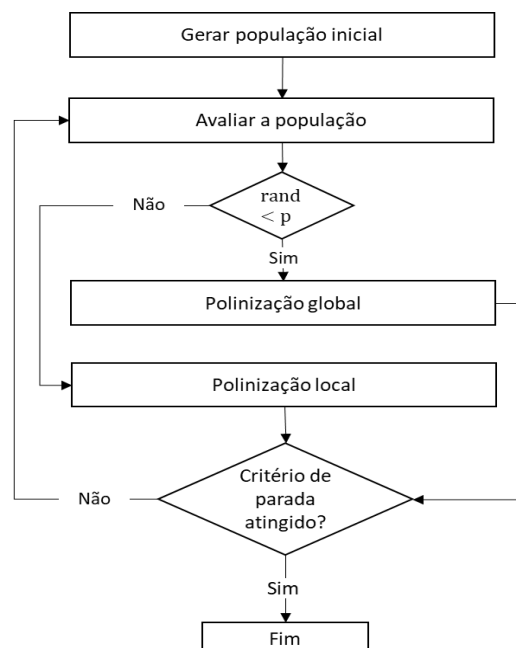 Gerar população inicial
Avaliar a população
rand
< p
Não
Sim
Polinização global
Polinização local
Critério de
parada
atingido?
Não
Sim
Fim